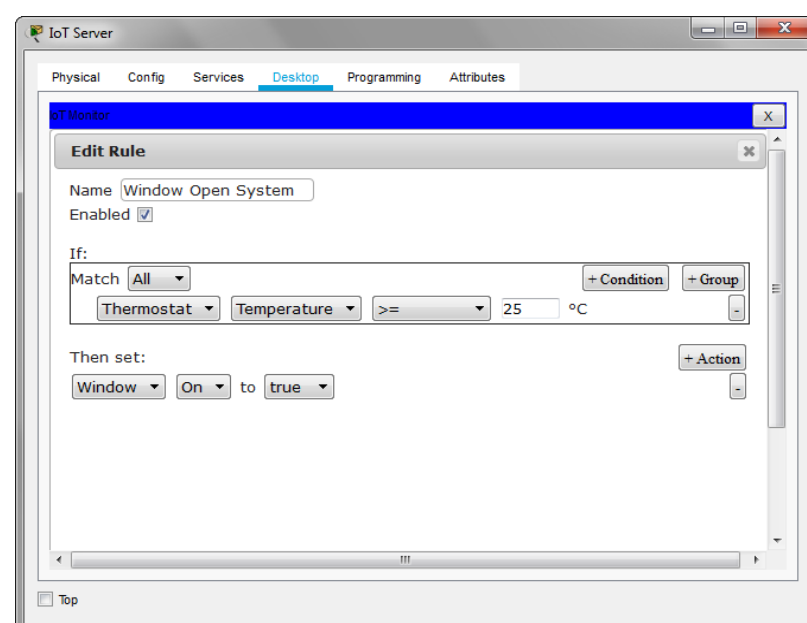 IoT Server
Physical Config Services Desktop Programming Attributes
IoT Monitor X
Edit Rule
Name Window Open System
Enabled
If:
Match All + Condition + Group
Thermostat Temperature >= 25 °C -
Then set: + Action
Window On to true -
Top